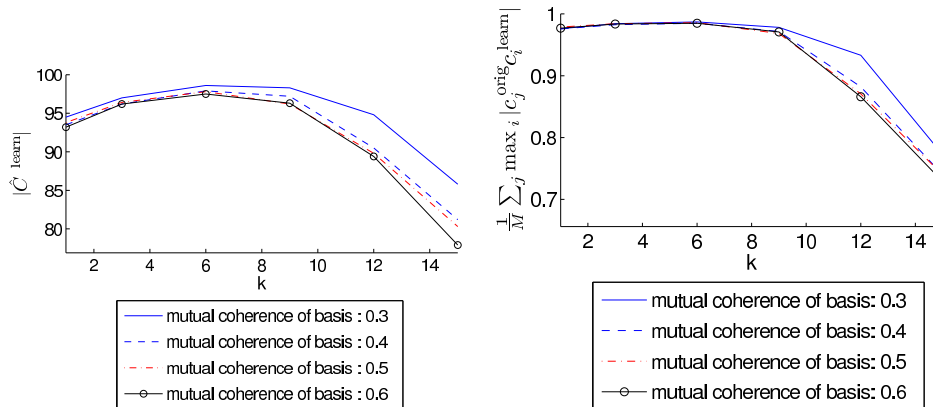 |Ĉ learn|
100
95
90
85
80
2 4 6 8 10 12 14
k
mutual coherence of basis : 0.3
mutual coherence of basis : 0.4
mutual coherence of basis : 0.5
mutual coherence of basis : 0.6
1/M ∑j max i |cj^orig ci^learn|
1
0.9
0.8
0.7
2 4 6 8 10 12 14
k
mutual coherence of basis: 0.3
mutual coherence of basis: 0.4
mutual coherence of basis: 0.5
mutual coherence of basis: 0.6